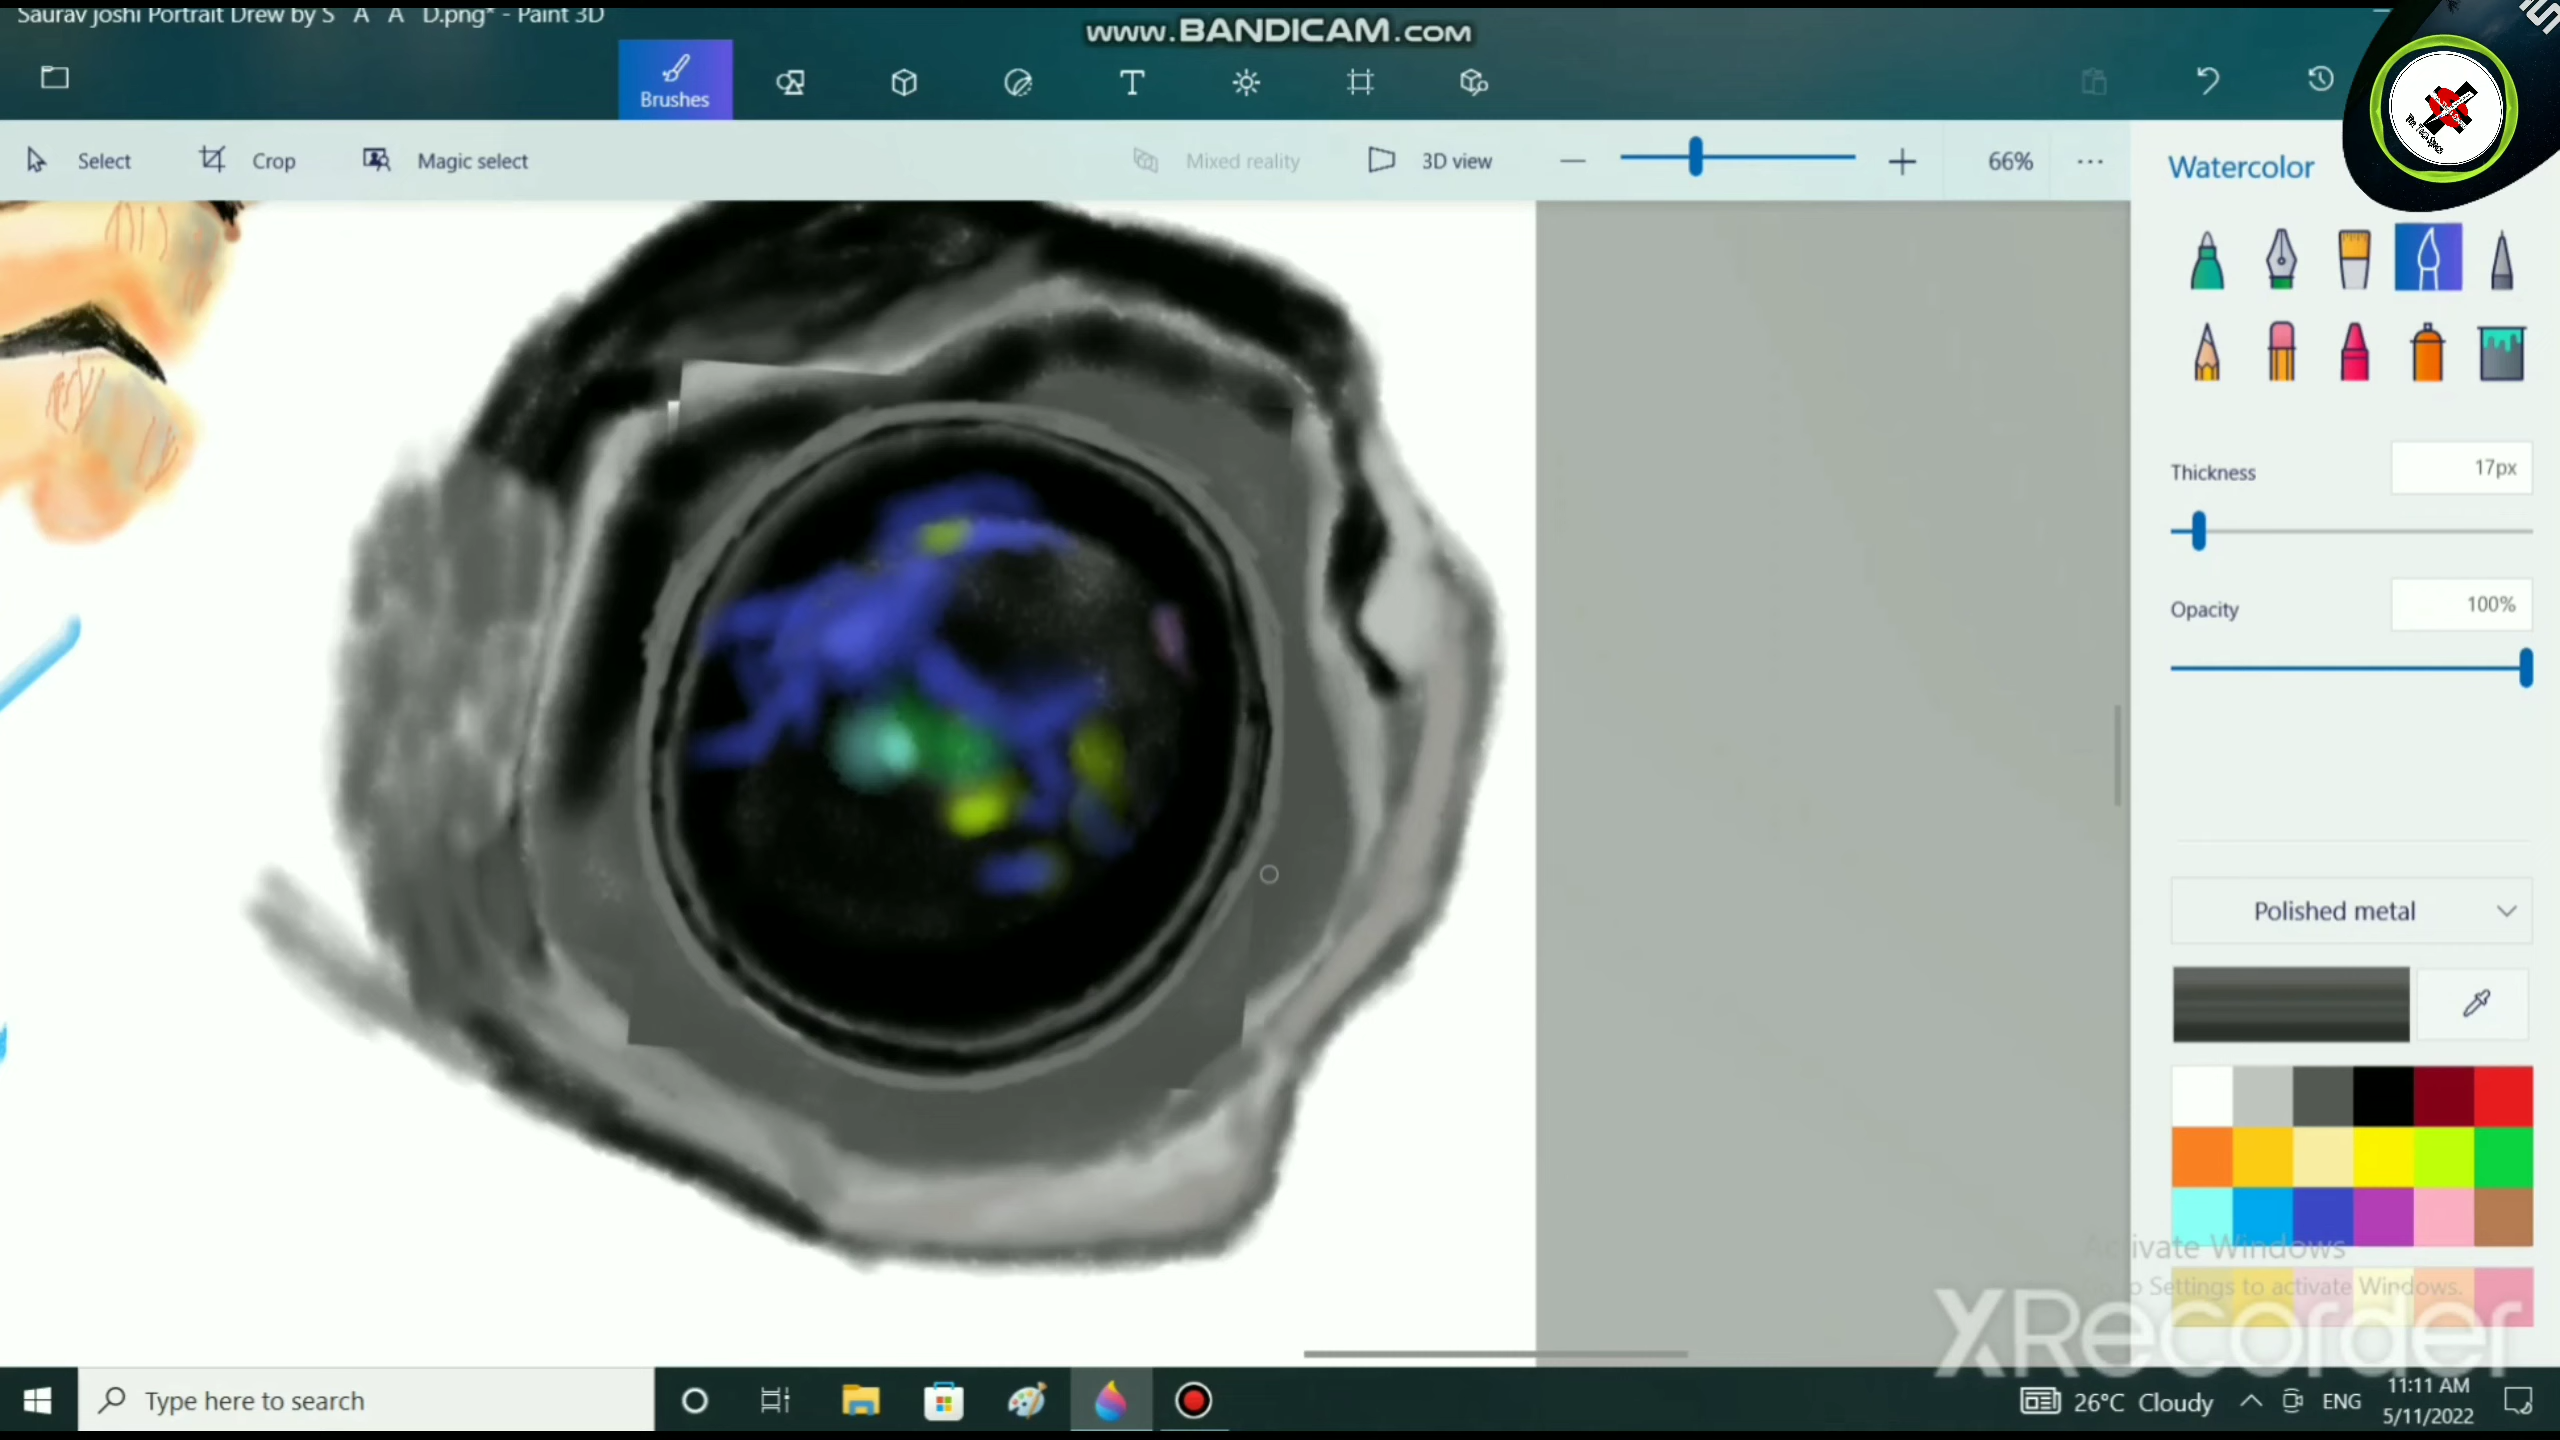 Saurav joshi Portrait Drew by S A A D.png* - Paint 3D
www.BANDICAM.com
Brushes
Select
Crop
Magic select
Mixed reality
3D view
66%
Watercolor
Thickness
17px
Opacity
100%
Polished metal
Activate Windows
Go to Settings to activate Windows.
XRecorder
Type here to search
26°C Cloudy
ENG
11:11 AM
5/11/2022